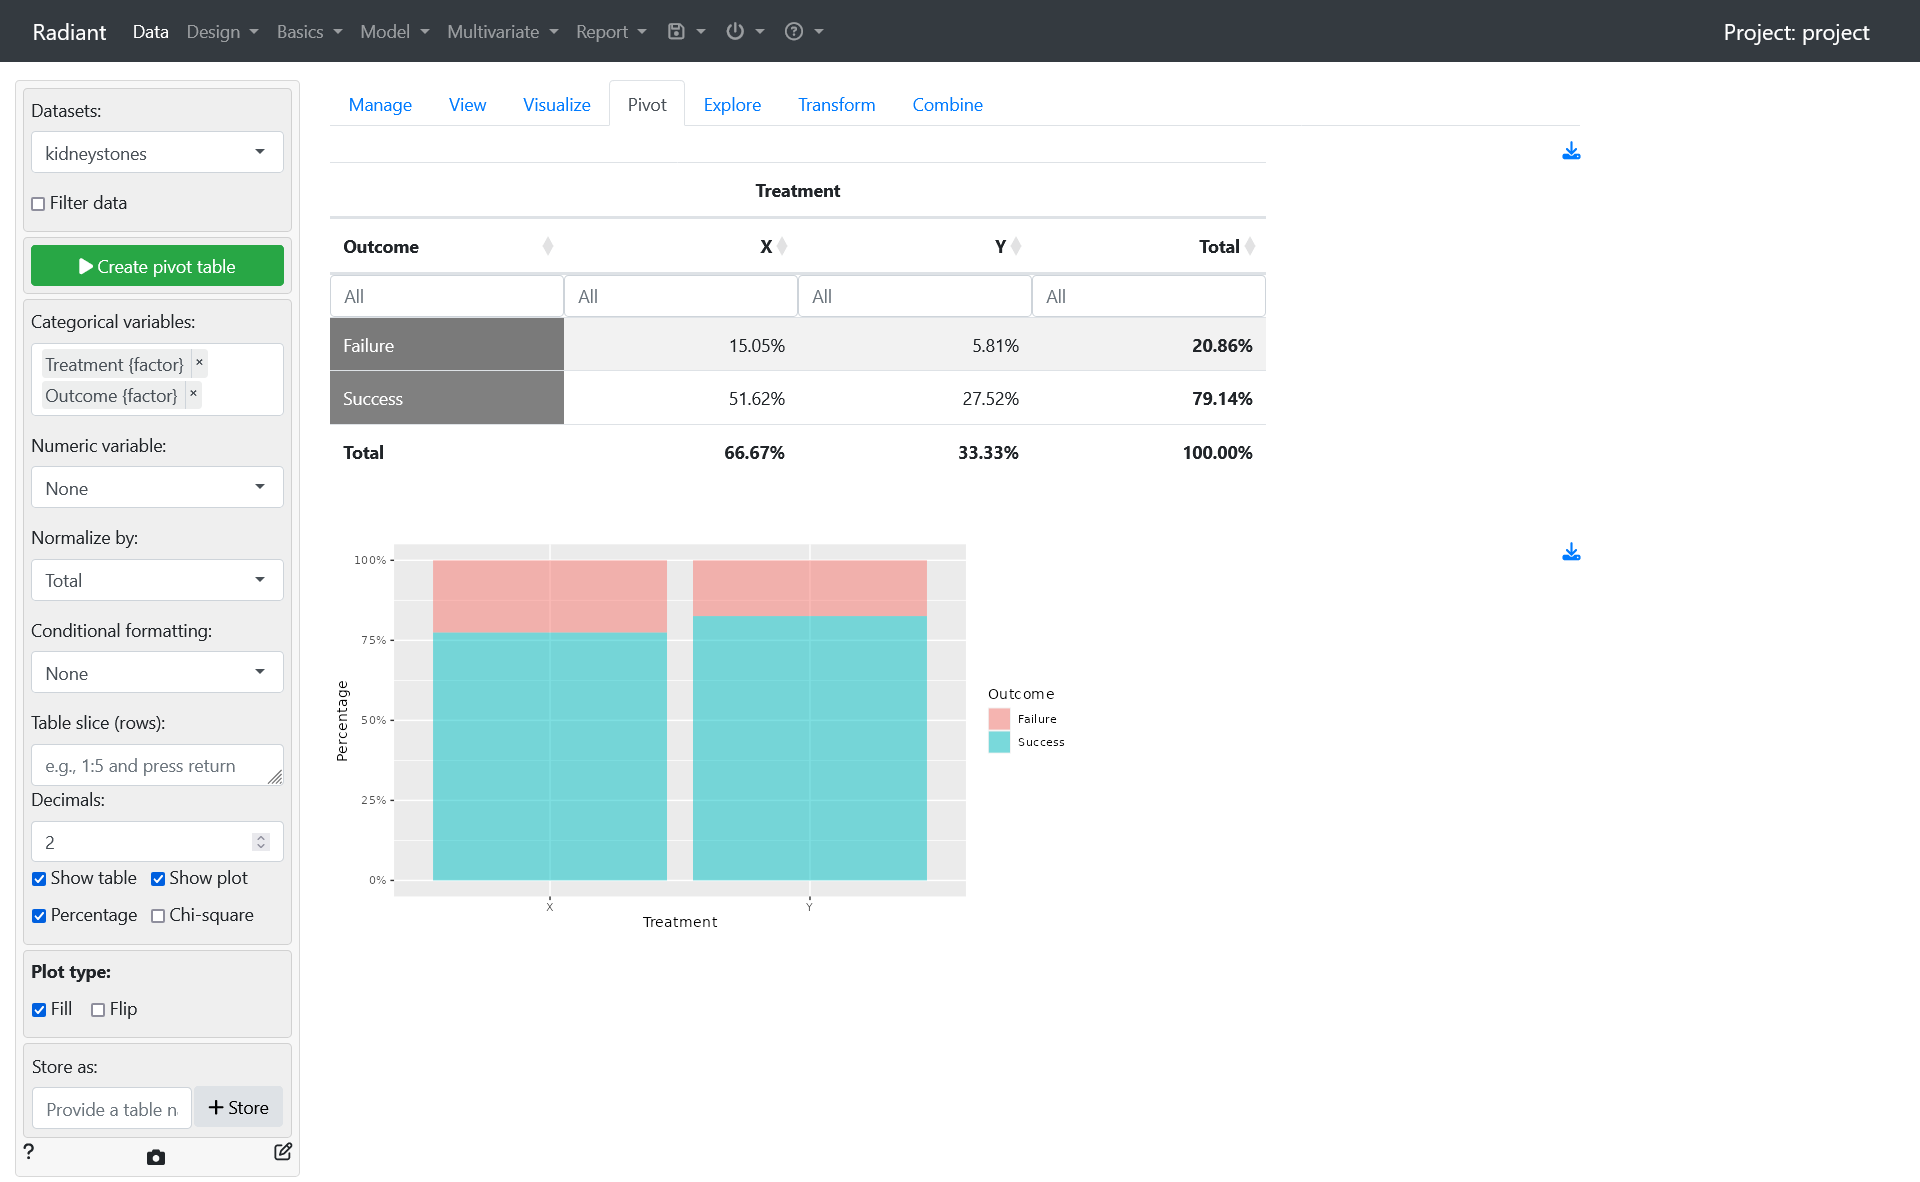 Radiant Data Design Basics Model Multivariate Report Project: project
Datasets:
kidneystones
Filter data
Create pivot table
Categorical variables:
Treatment {factor} ×
Outcome {factor} ×
Numeric variable:
None
Normalize by:
Total
Conditional formatting:
None
Table slice (rows):
e.g., 1:5 and press return
Decimals:
2
Show table Show plot
Percentage Chi-square
Plot type:
Fill Flip
Store as:
Provide a table n
+ Store
?
Manage View Visualize Pivot Explore Transform Combine
Treatment
Outcome X Y Total
All All All All
Failure 15.05% 5.81% 20.86%
Success 51.62% 27.52% 79.14%
Total 66.67% 33.33% 100.00%
100%
75%
50%
25%
0%
Percentage
X Y
Treatment
Outcome
Failure
Success